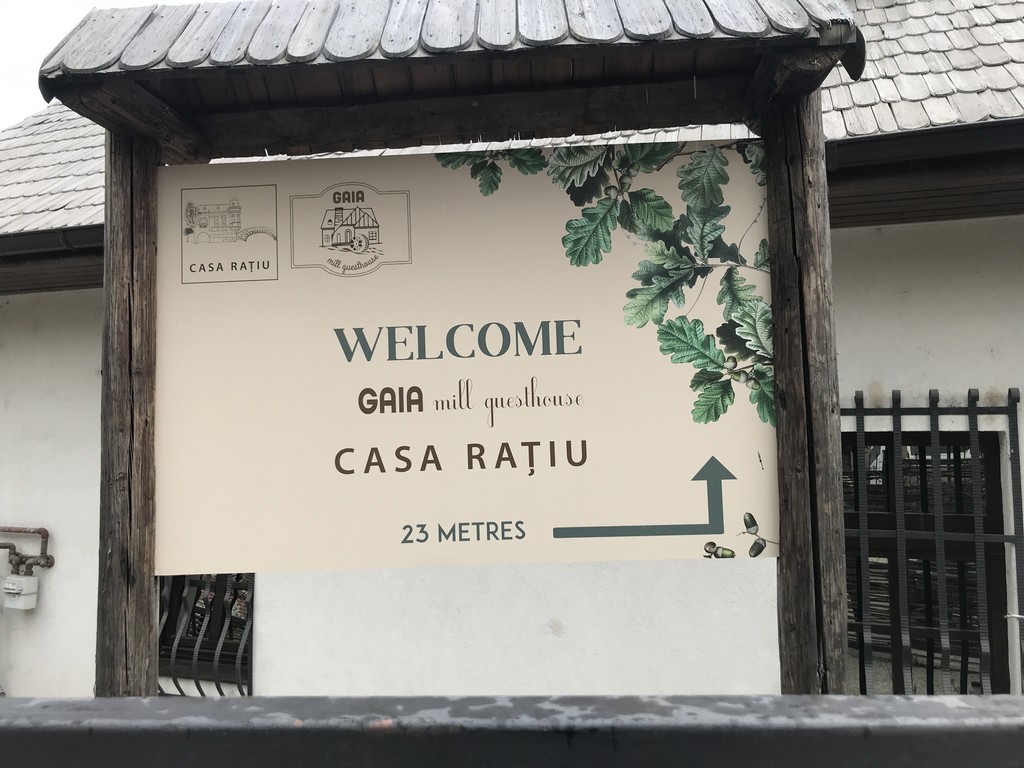 CASA RAȚIU
GAIA
mill guesthouse
WELCOME
GAIA mill guesthouse
CASA RAȚIU
23 METRES